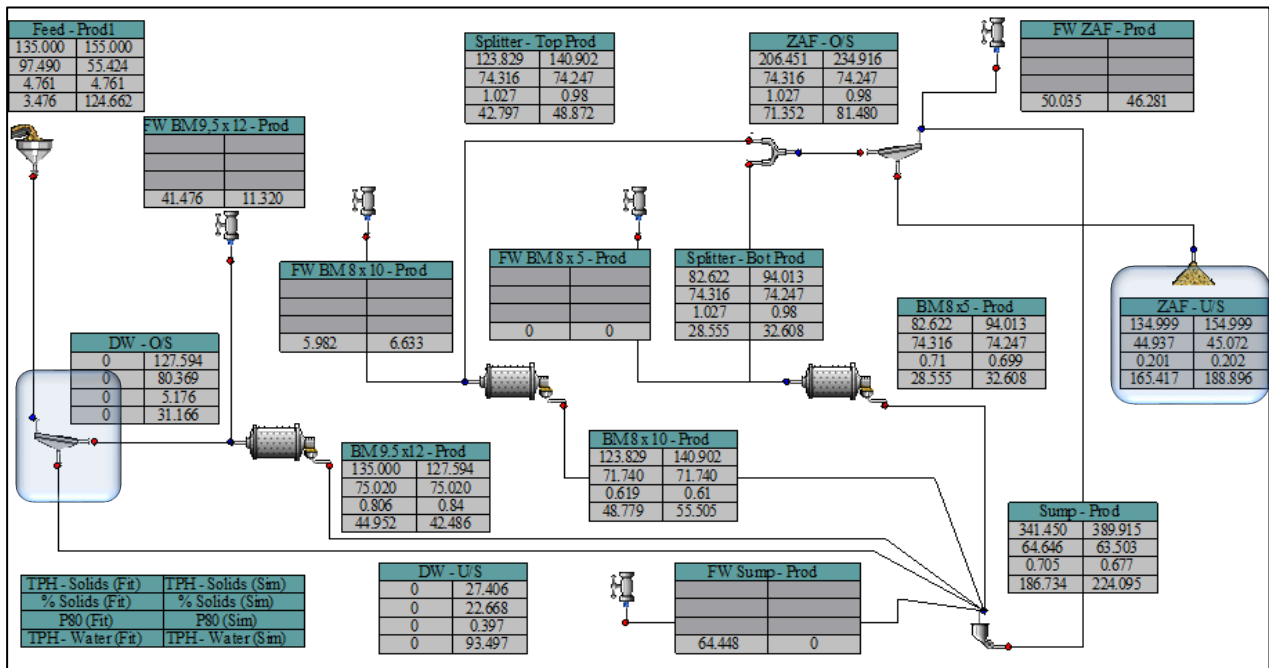 Feed - Prod1
135.000 155.000
97.490 55.424
4.761 4.761
3.476 124.662
Splitter - Top Prod
123.829 140.902
74.316 74.247
1.027 0.98
42.797 48.872
ZAF - O/S
206.451 234.916
74.316 74.247
1.027 0.98
71.352 81.480
FW ZAF - Prod
50.035 46.281
FW BM 9,5 x 12 - Prod
41.476 11.320
FW BM 8 x 10 - Prod
5.982 6.633
FW BM 8 x 5 - Prod
0 0
Splitter - Bot Prod
82.622 94.013
74.316 74.247
1.027 0.98
28.555 32.608
BM 8 x5 - Prod
82.622 94.013
74.316 74.247
0.71 0.699
28.555 32.608
ZAF - U/S
134.999 154.999
44.937 45.072
0.201 0.202
165.417 188.896
DW - O/S
0 127.594
0 80.369
0 5.176
0 31.166
BM 9.5 x12 - Prod
135.000 127.594
75.020 75.020
0.806 0.84
44.952 42.486
BM 8 x 10 - Prod
123.829 140.902
71.740 71.740
0.619 0.61
48.779 55.505
Sump - Prod
341.450 389.915
64.646 63.503
0.705 0.677
186.734 224.095
TPH - Solids (Fit) TPH - Solids (Sim)
% Solids (Fit) % Solids (Sim)
P80 (Fit) P80 (Sim)
TPH - Water (Fit) TPH - Water (Sim)
DW - U/S
0 27.406
0 22.668
0 0.397
0 93.497
FW Sump - Prod
64.448 0